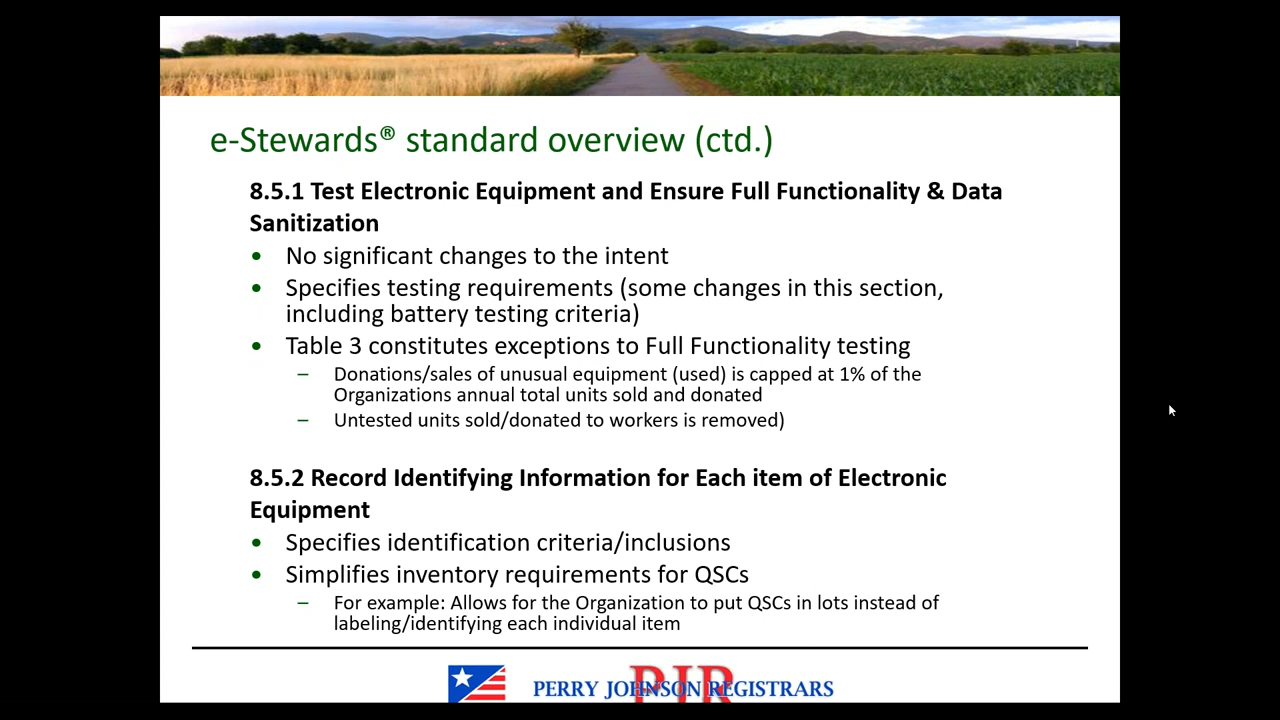 e-Stewards® standard overview (ctd.)
8.5.1 Test Electronic Equipment and Ensure Full Functionality & Data
Sanitization
• No significant changes to the intent
• Specifies testing requirements (some changes in this section,
including battery testing criteria)
• Table 3 constitutes exceptions to Full Functionality testing
– Donations/sales of unusual equipment (used) is capped at 1% of the
Organizations annual total units sold and donated
– Untested units sold/donated to workers is removed)
8.5.2 Record Identifying Information for Each item of Electronic
Equipment
• Specifies identification criteria/inclusions
• Simplifies inventory requirements for QSCs
– For example: Allows for the Organization to put QSCs in lots instead of
labeling/identifying each individual item
PJR
PERRY JOHNSON REGISTRARS